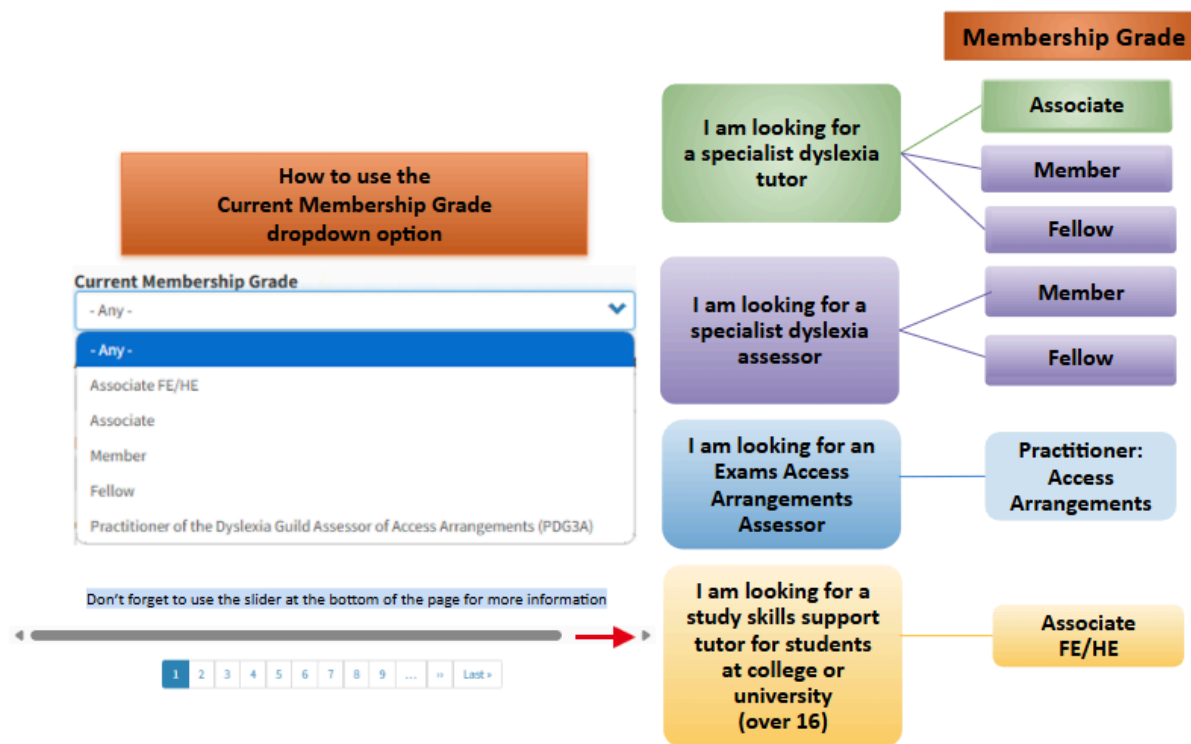 How to use the
Current Membership Grade
dropdown option
Current Membership Grade
- Any -
- Any -
Associate FE/HE
Associate
Member
Fellow
Practitioner of the Dyslexia Guild Assessor of Access Arrangements (PDG3A)
Don't forget to use the slider at the bottom of the page for more information
1 2 3 4 5 6 7 8 9 ... ›› Last »
Membership Grade
I am looking for
a specialist dyslexia
tutor
Associate
Member
Fellow
I am looking for a
specialist dyslexia
assessor
Member
Fellow
I am looking for an
Exams Access
Arrangements
Assessor
Practitioner:
Access
Arrangements
I am looking for a
study skills support
tutor for students
at college or
university
(over 16)
Associate
FE/HE